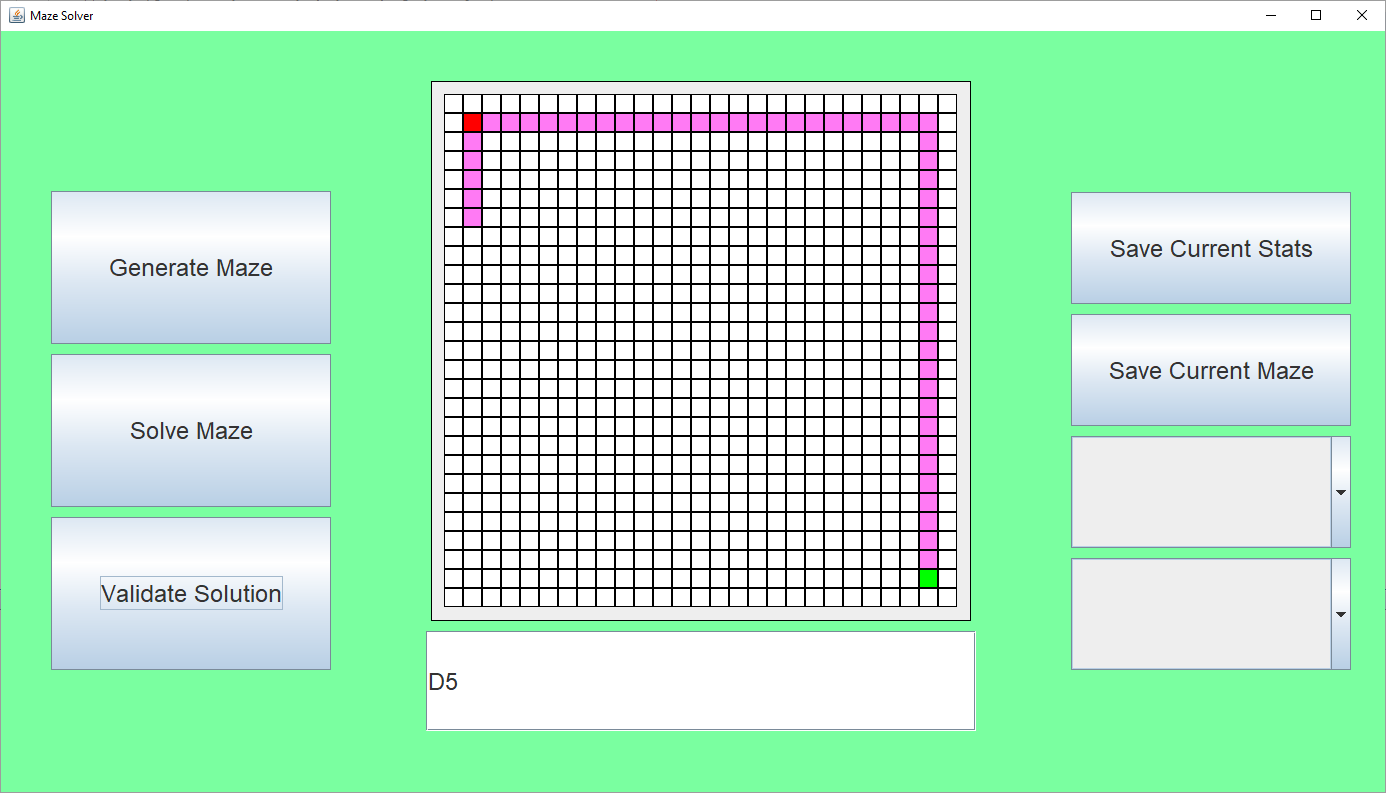 Maze Solver
Generate Maze
Solve Maze
Validate Solution
D5
Save Current Stats
Save Current Maze